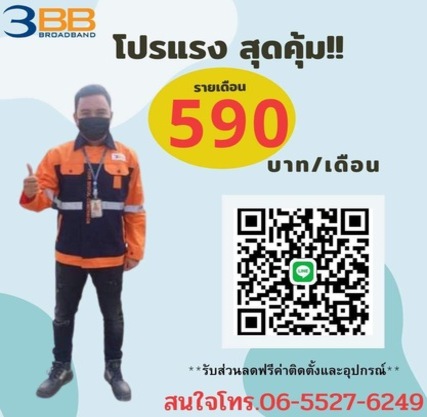 3BB
BROADBAND
โปรแรง สุดคุ้ม!!
รายเดือน
590
บาท/เดือน
LINE
**รับส่วนลดฟรีค่าติดตั้งและอุปกรณ์**
สนใจโทร.06-5527-6249